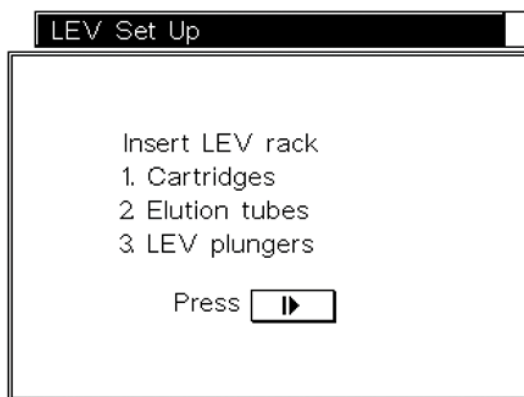 LEV Set Up
Insert LEV rack
1. Cartridges
2. Elution tubes
3. LEV plungers
Press